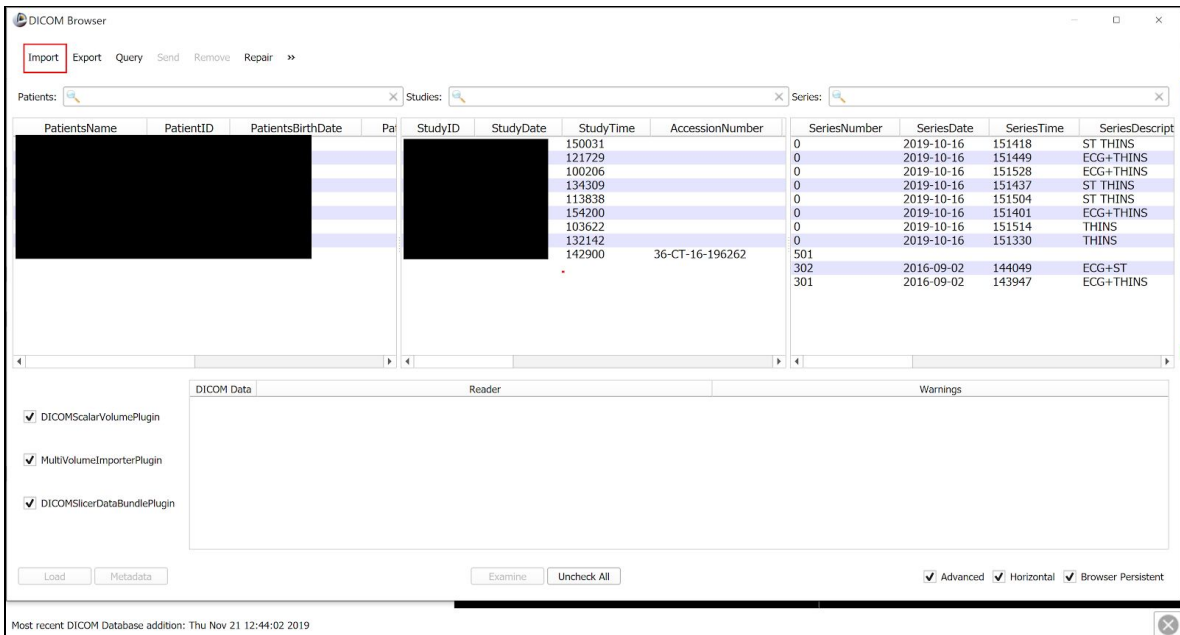 DICOM Browser
Import Export Query Send Remove Repair »
Patients: Studies: Series:
PatientsName PatientID PatientsBirthDate Pat StudyID StudyDate StudyTime AccessionNumber SeriesNumber SeriesDate SeriesTime SeriesDescript
150031 0 2019-10-16 151418 ST THINS
121729 0 2019-10-16 151449 ECG+THINS
100206 0 2019-10-16 151528 ECG+THINS
134309 0 2019-10-16 151437 ST THINS
113838 0 2019-10-16 151504 ST THINS
154200 0 2019-10-16 151401 ECG+THINS
103622 0 2019-10-16 151514 THINS
132142 0 2019-10-16 151330 THINS
142900 36-CT-16-196262 501
302 2016-09-02 144049 ECG+ST
301 2016-09-02 143947 ECG+THINS
DICOM Data Reader Warnings
DICOMScalarVolumePlugin
MultiVolumeImporterPlugin
DICOMSlicerDataBundlePlugin
Load Metadata Examine Uncheck All Advanced Horizontal Browser Persistent
Most recent DICOM Database addition: Thu Nov 21 12:44:02 2019